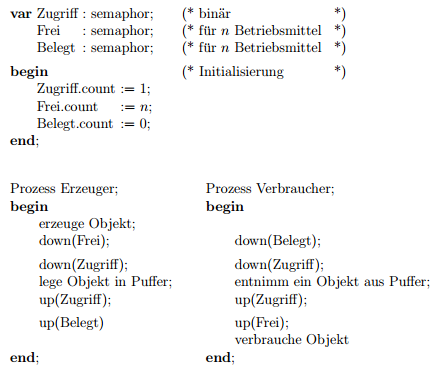 var Zugriff : semaphor; (* binär *)
Frei : semaphor; (* für n Betriebsmittel *)
Belegt : semaphor; (* für n Betriebsmittel *)
begin (* Initialisierung *)
Zugriff.count := 1;
Frei.count := n;
Belegt.count := 0;
end;
Prozess Erzeuger;
begin
erzeuge Objekt;
down(Frei);
down(Zugriff);
lege Objekt in Puffer;
up(Zugriff);
up(Belegt)
end;
Prozess Verbraucher;
begin
down(Belegt);
down(Zugriff);
entnimm ein Objekt aus Puffer;
up(Zugriff);
up(Frei);
verbrauche Objekt
end;